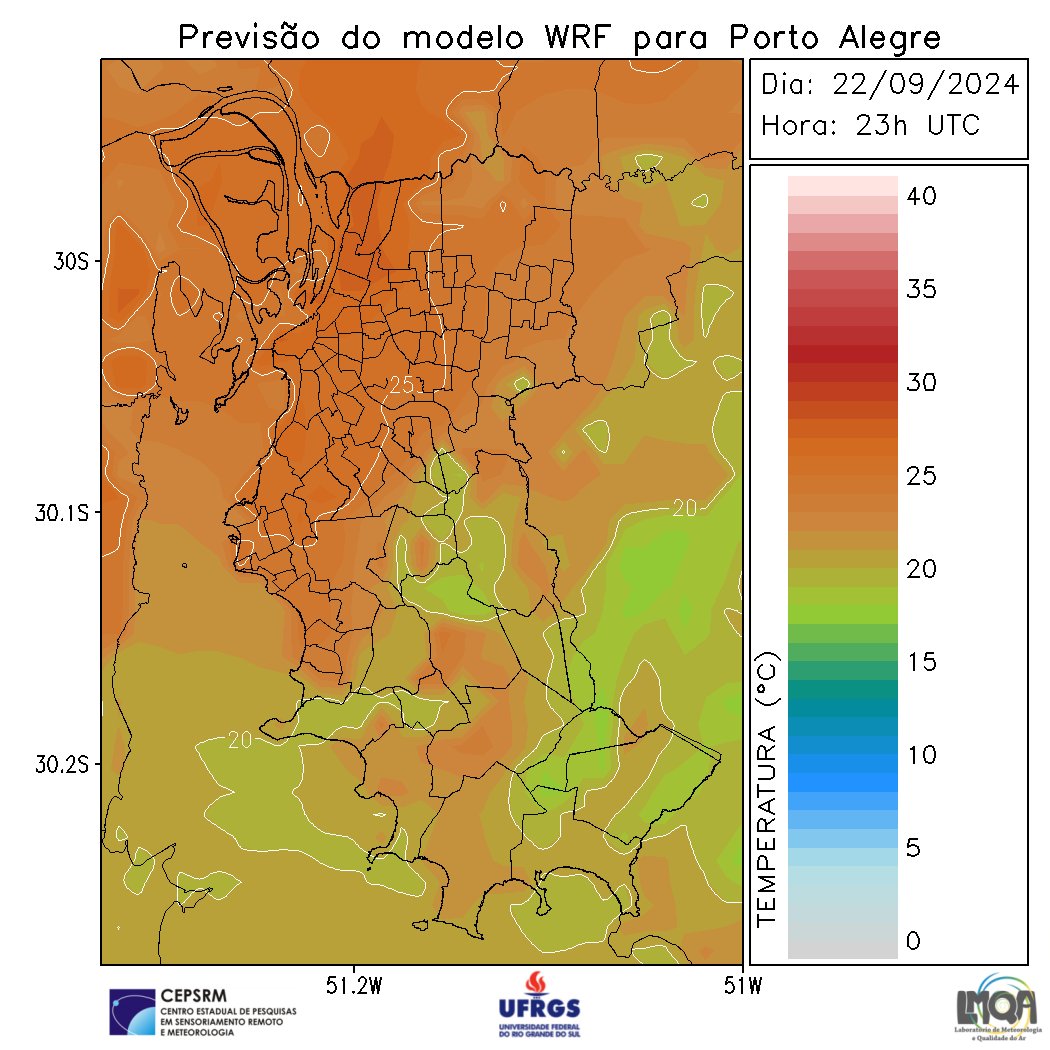 Previsão do modelo WRF para Porto Alegre
Dia: 22/09/2024
Hora: 23h UTC
30S
30.1S
30.2S
51.2W
51W
25
20
20
TEMPERATURA (°C)
40
35
30
25
20
15
10
5
0
CEPSRM
CENTRO ESTADUAL DE PESQUISAS
EM SENSORIAMENTO REMOTO
E METEOROLOGIA
UFRGS
UNIVERSIDADE FEDERAL
DO RIO GRANDE DO SUL
LMQA
Laboratório de Meteorologia
e Qualidade do Ar